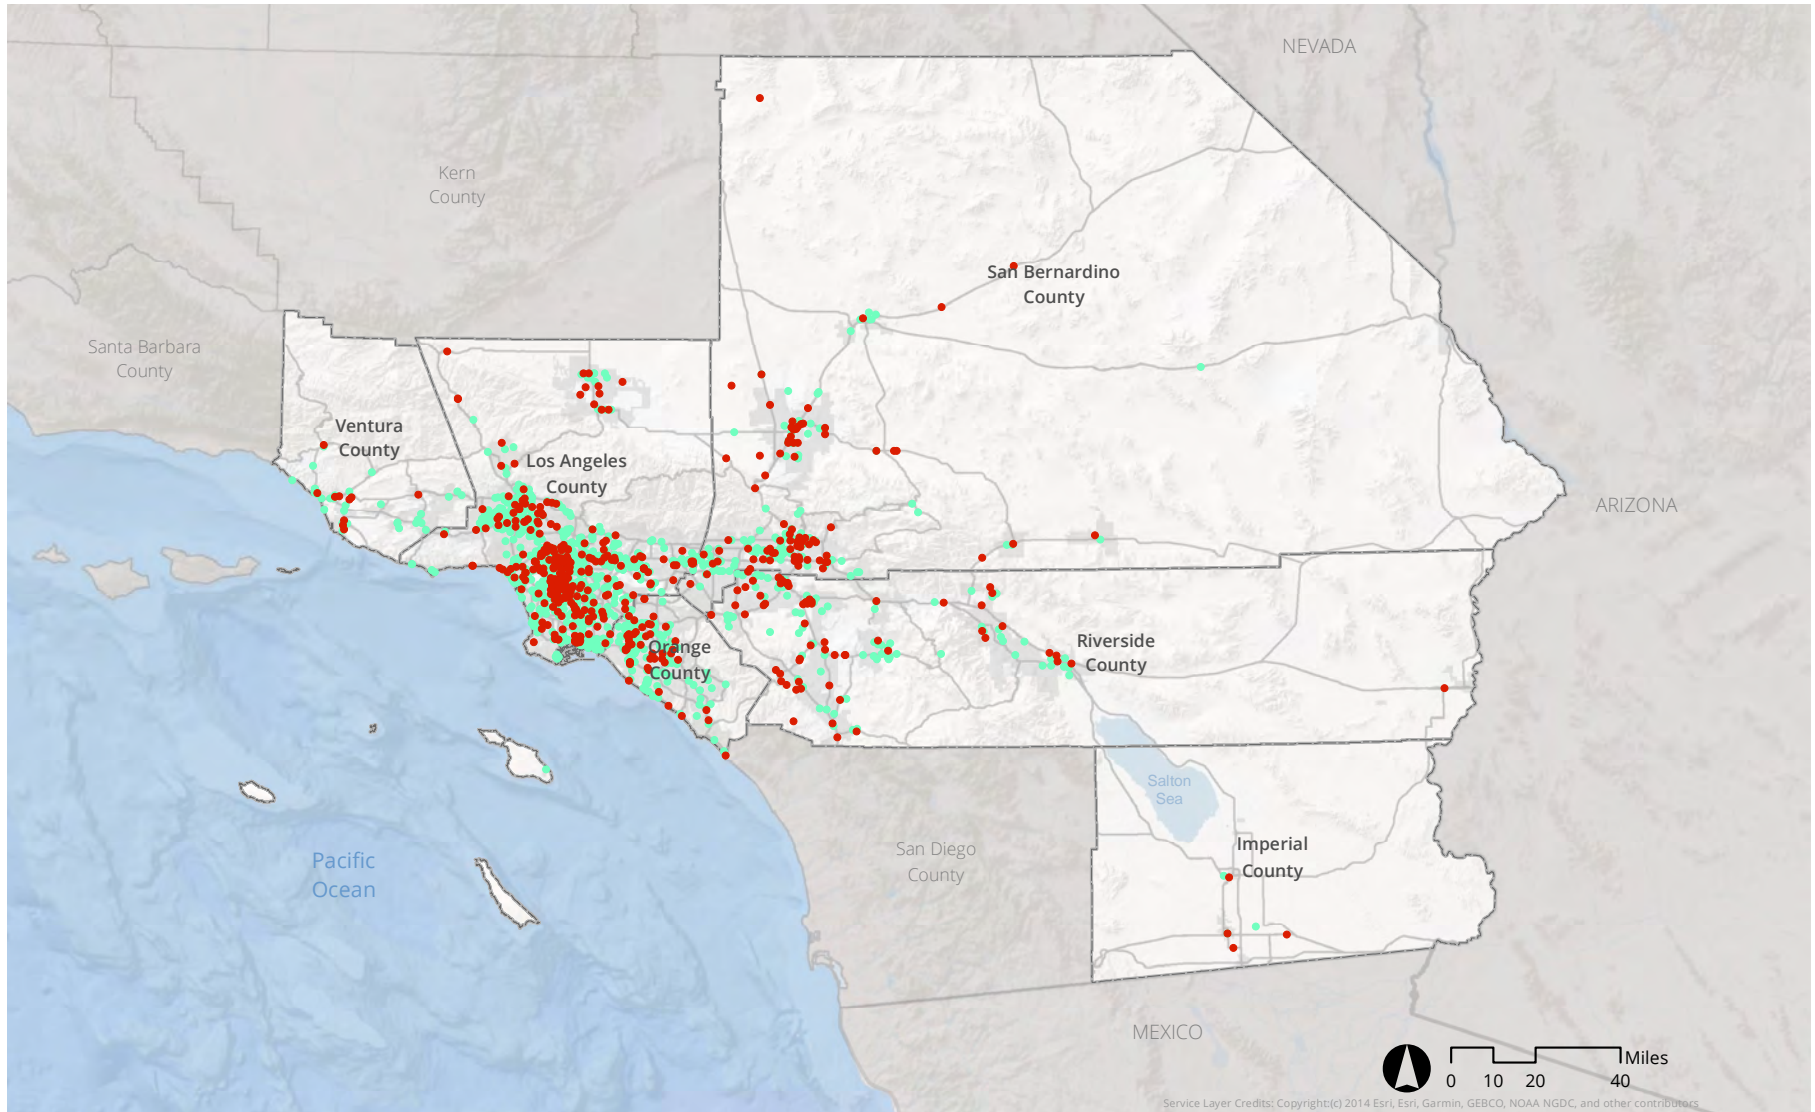 NEVADA
Kern
County
San Bernardino
County
Santa Barbara
County
Ventura
County
Los Angeles
County
ARIZONA
Orange
County
Riverside
County
Salton
Sea
Pacific
Ocean
San Diego
County
Imperial
County
MEXICO
Miles
0 10 20 40
Service Layer Credits: Copyright:(c) 2014 Esri, Esri, Garmin, GEBCO, NOAA NGDC, and other contributors